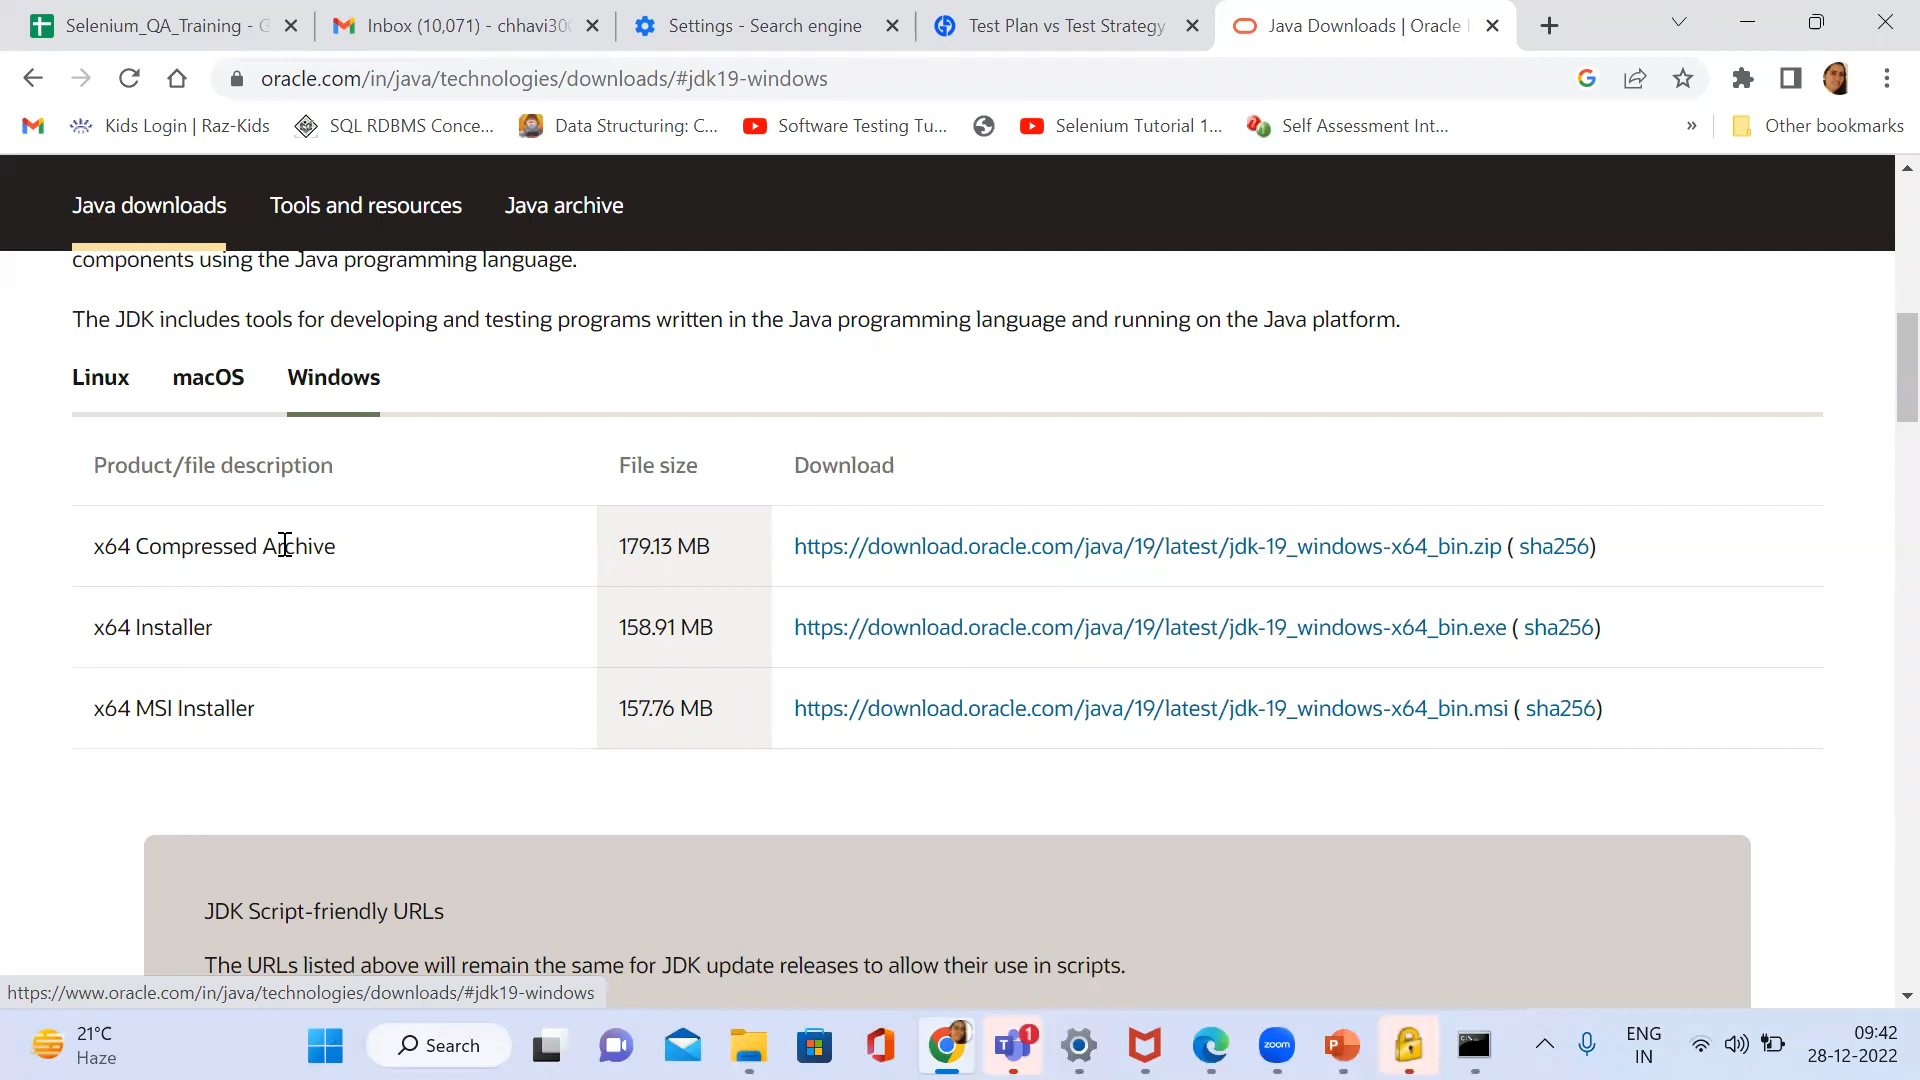 Selenium_QA_Training - G
Inbox (10,071) - chhavi30
Settings - Search engine
Test Plan vs Test Strategy
Java Downloads | Oracle
oracle.com/in/java/technologies/downloads/#jdk19-windows
Kids Login | Raz-Kids
SQL RDBMS Conce...
Data Structuring: C...
Software Testing Tu...
Selenium Tutorial 1...
Self Assessment Int...
»
Other bookmarks
Java downloads
Tools and resources
Java archive
components using the Java programming language.
The JDK includes tools for developing and testing programs written in the Java programming language and running on the Java platform.
Linux
macOS
Windows
Product/file description
File size
Download
x64 Compressed Archive
179.13 MB
https://download.oracle.com/java/19/latest/jdk-19_windows-x64_bin.zip ( sha256)
x64 Installer
158.91 MB
https://download.oracle.com/java/19/latest/jdk-19_windows-x64_bin.exe ( sha256)
x64 MSI Installer
157.76 MB
https://download.oracle.com/java/19/latest/jdk-19_windows-x64_bin.msi ( sha256)
JDK Script-friendly URLs
The URLs listed above will remain the same for JDK update releases to allow their use in scripts.
https://www.oracle.com/in/java/technologies/downloads/#jdk19-windows
21°C
Haze
Search
1
zoom
ENG
IN
09:42
28-12-2022